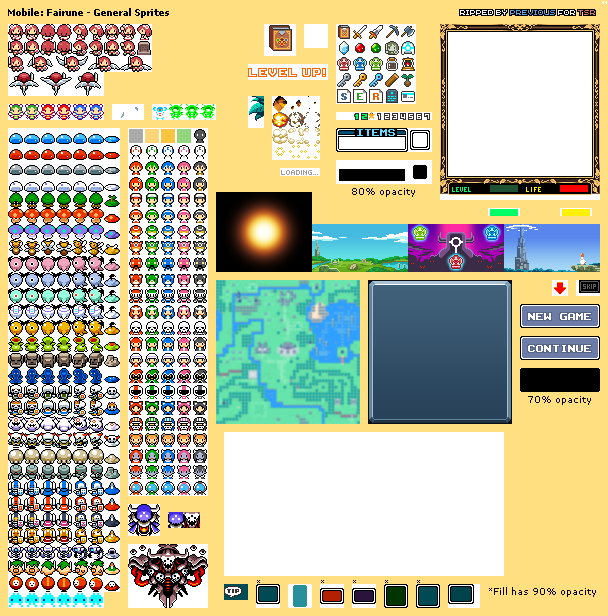 Mobile: Fairune - General Sprites
RIPPED BY PREVIOUS FOR TSR
LEVEL UP!
S E R
1234567
ITEMS
LOADING...
80% opacity
LEVEL LIFE
SKIP
NEW GAME
CONTINUE
70% opacity
TIP
*Fill has 90% opacity